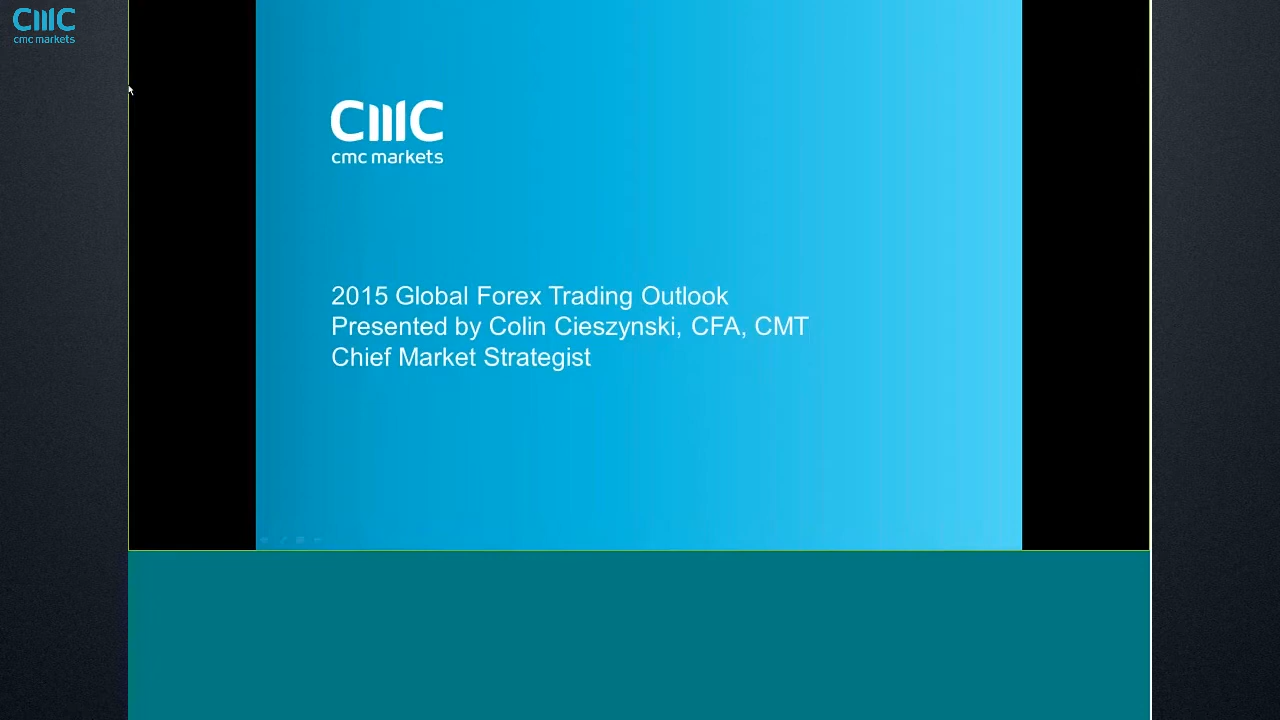 CMC
cmc markets
CMC
cmc markets
2015 Global Forex Trading Outlook
Presented by Colin Cieszynski, CFA, CMT
Chief Market Strategist